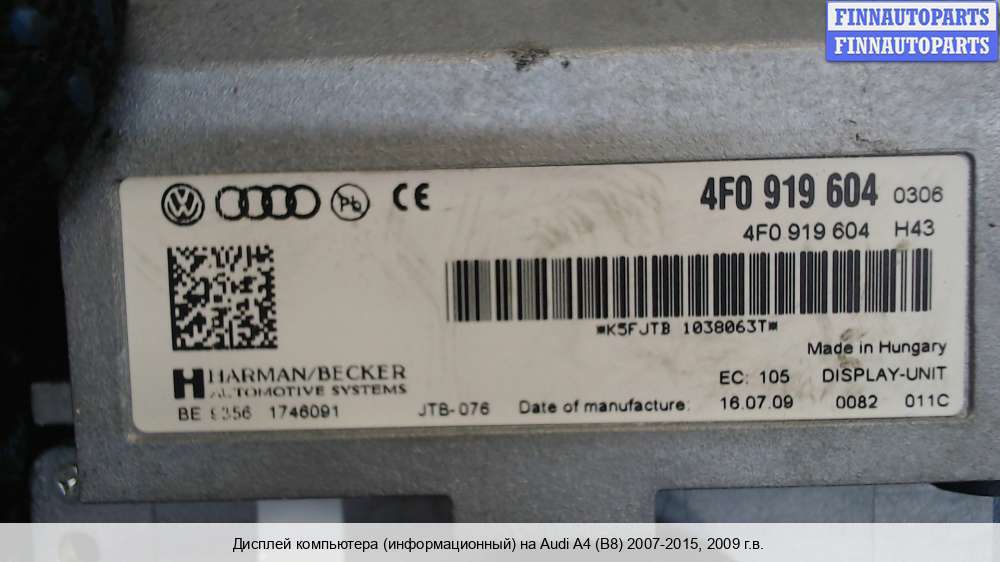 FINNAUTOPARTS
FINNAUTOPARTS
Pb CE 4F0 919 604 0306
4F0 919 604 H43
*K5FJTB 1038063T*
Made in Hungary
HARMAN/BECKER
AUTOMOTIVE SYSTEMS
EC: 105 DISPLAY-UNIT
BE 1746091 JTB-076 Date of manufacture: 16.07.09 0082 011C
Дисплей компьютера (информационный) на Audi A4 (B8) 2007-2015, 2009 г.в.